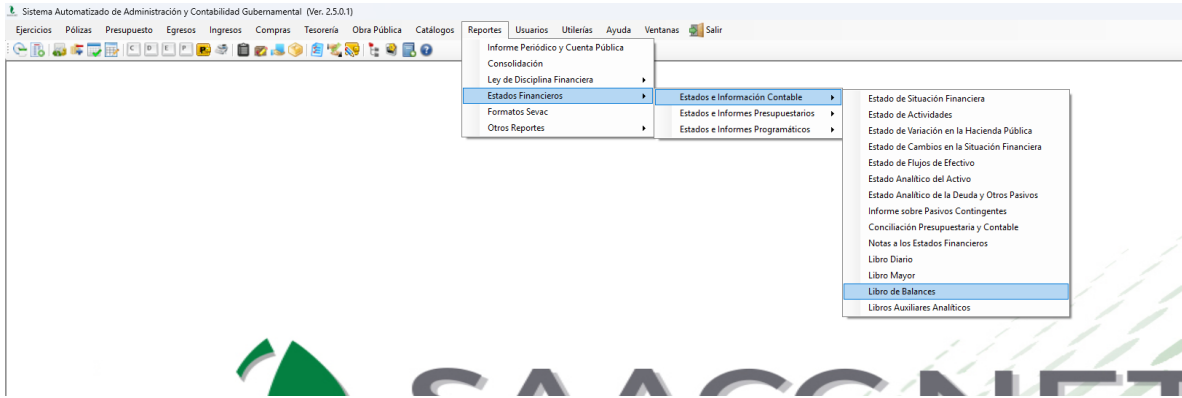 Sistema Automatizado de Administración y Contabilidad Gubernamental (Ver. 2.5.0.1)
Ejercicios Pólizas Presupuesto Egresos Ingresos Compras Tesorería Obra Pública Catálogos Reportes Usuarios Utilerías Ayuda Ventanas Salir
C D E P
Informe Periódico y Cuenta Pública
Consolidación
Ley de Disciplina Financiera
Estados Financieros
Formatos Sevac
Otros Reportes
Estados e Información Contable
Estados e Informes Presupuestarios
Estados e Informes Programáticos
Estado de Situación Financiera
Estado de Actividades
Estado de Variación en la Hacienda Pública
Estado de Cambios en la Situación Financiera
Estado de Flujos de Efectivo
Estado Analítico del Activo
Estado Analítico de la Deuda y Otros Pasivos
Informe sobre Pasivos Contingentes
Conciliación Presupuestaria y Contable
Notas a los Estados Financieros
Libro Diario
Libro Mayor
Libro de Balances
Libros Auxiliares Analíticos
SAACG.NET